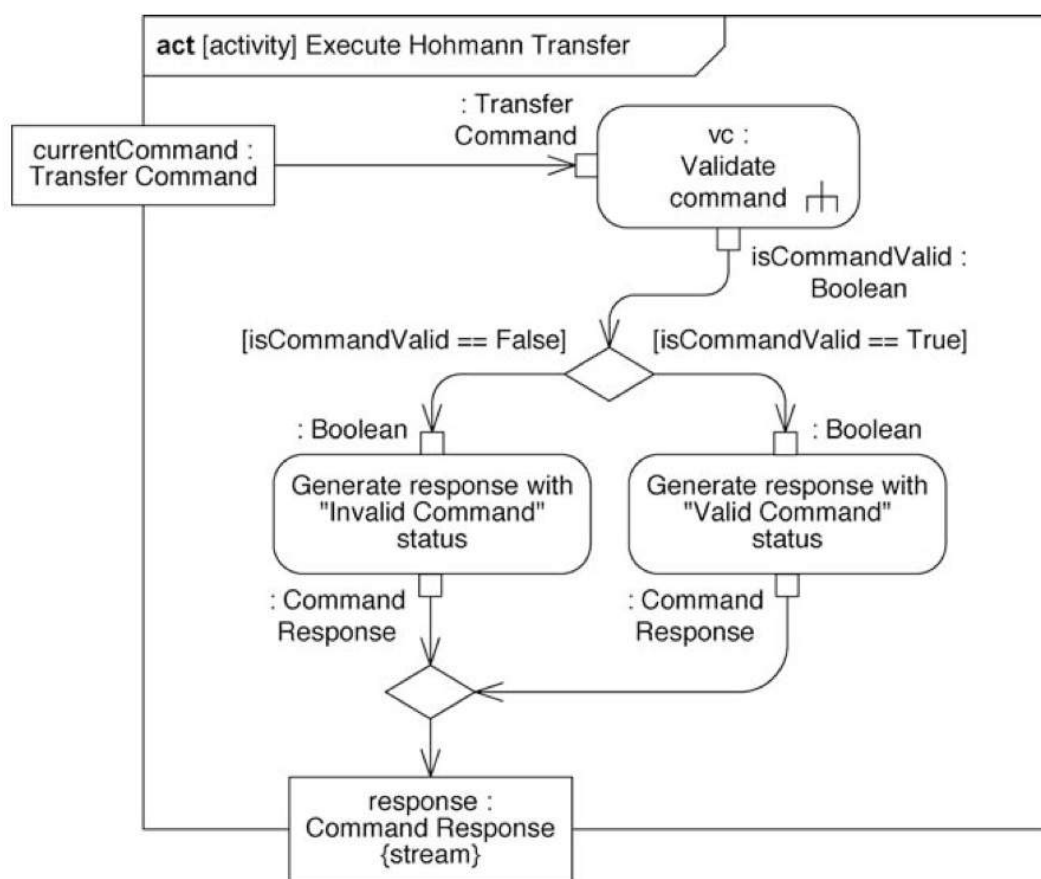 act [activity] Execute Hohmann Transfer
: Transfer
Command
currentCommand :
Transfer Command
vc :
Validate
command
isCommandValid :
Boolean
[isCommandValid == False]
[isCommandValid == True]
: Boolean
: Boolean
Generate response with
"Invalid Command"
status
Generate response with
"Valid Command"
status
: Command
Response
: Command
Response
response :
Command Response
{stream}